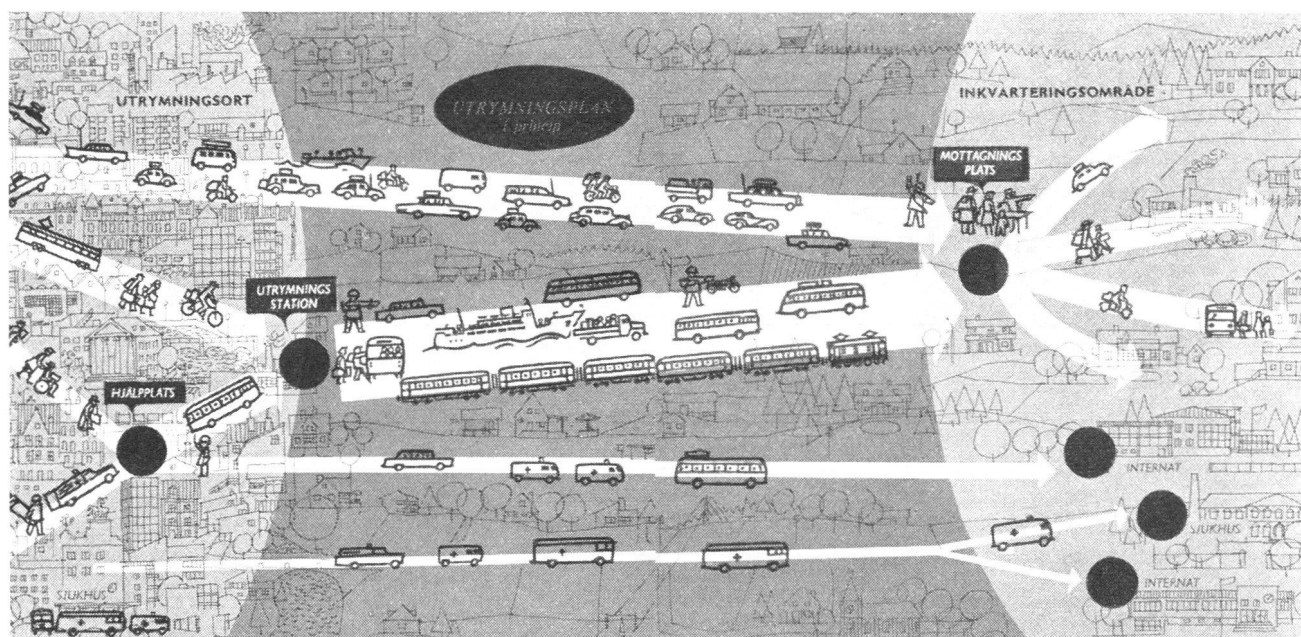 UTRYMNINGSORT
UTRYMNINGSPLAN
i princip
INKVARTERINGSOMRÅDE
MOTTAGNINGS
PLATS
UTRYMNINGS
STATION
HJÄLPPLATS
INTERNAT
SJUKHUS
INTERNAT
SJUKHUS